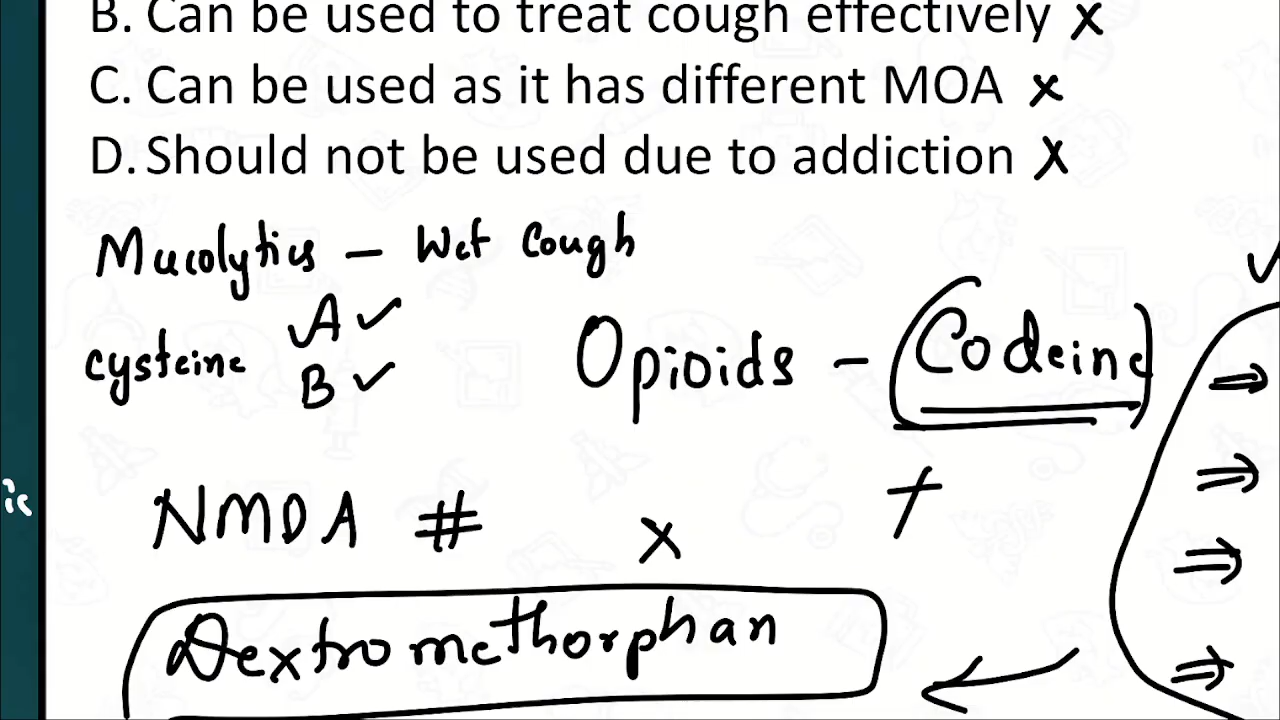 B. Can be used to treat cough effectively x
C. Can be used as it has different MOA x
D. Should not be used due to addiction x
Mucolytics – Wet Cough
cysteine A ✓ B ✓
Opioids – (Codeine)
NMDA # x +
Dextromethorphan
ic